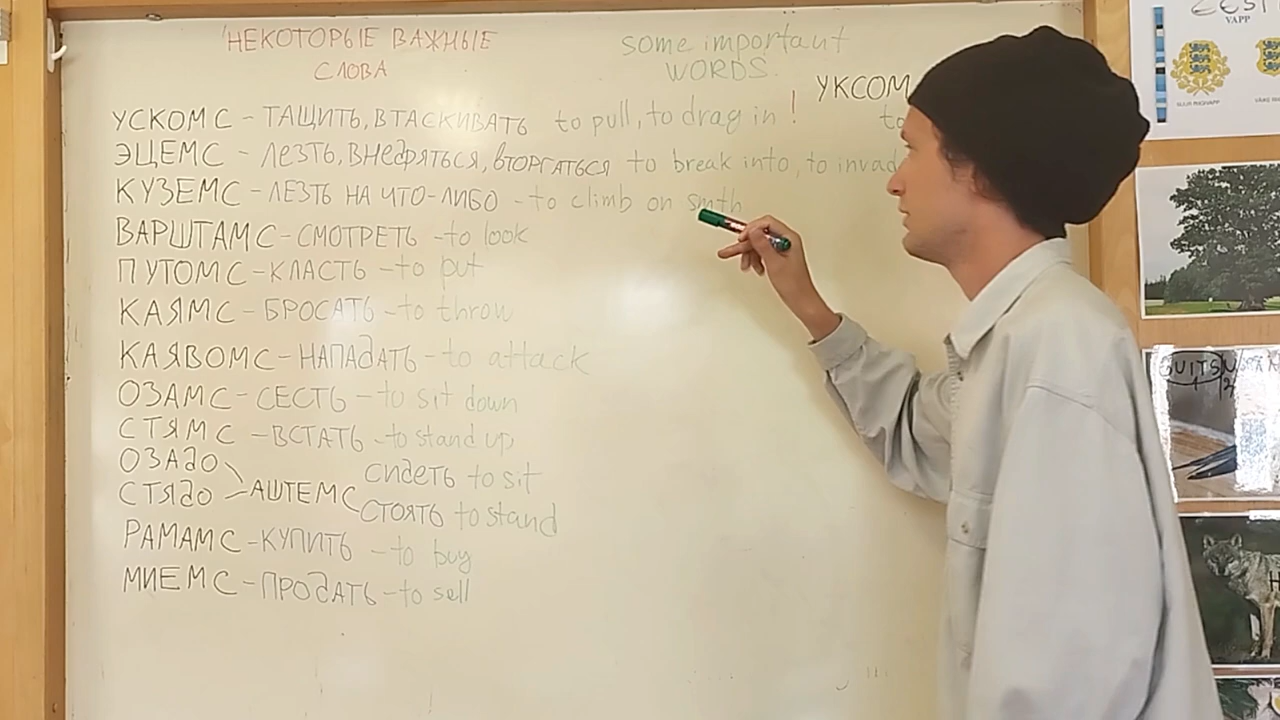 НЕКОТОРЫЕ ВАЖНЫЕ
СЛОВА
some important
WORDS.
УКСОМ
УСКОМС - ТАЩИТЬ, ВТАСКИВАТЬ to pull, to drag in ! to
ЭЦЕМС - ЛЕЗТЬ, ВНЕДРЯТЬСЯ, ВТОРГАТЬСЯ to break into, to invad
КУЗЕМС - ЛЕЗТЬ НА ЧТО-ЛИБО - to climb on smth
ВАРШТАМС - СМОТРЕТЬ - to look
ПУТОМС - КЛАСТЬ - to put
КАЯМС - БРОСАТЬ - to throw
КАЯВОМС - НАПАДАТЬ - to attack
ОЗАМС - СЕСТЬ - to sit down
СТЯМС - ВСТАТЬ - to stand up
ОЗАДО СИДЕТЬ to sit
СТЯДО АШТЕМС СТОЯТЬ to stand
РАМАМС - КУПИТЬ - to buy
МИЕМС - ПРОДАТЬ - to sell
EESTI
VAPP
SUUR RIIGIVAPP